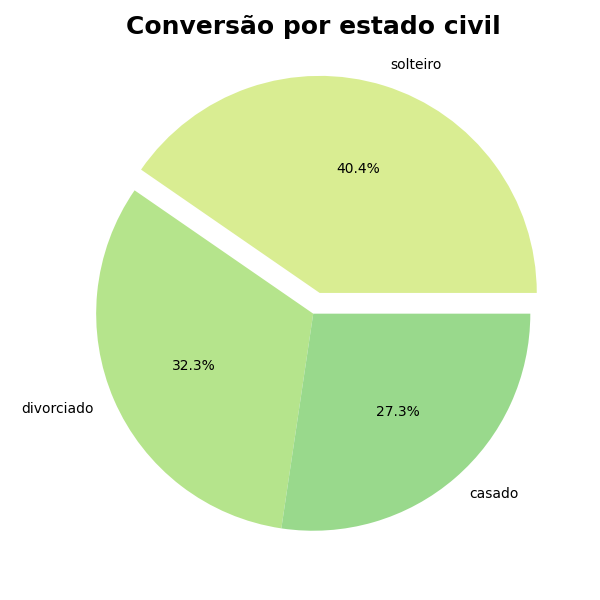 Conversão por estado civil
solteiro
40.4%
32.3%
divorciado
27.3%
casado